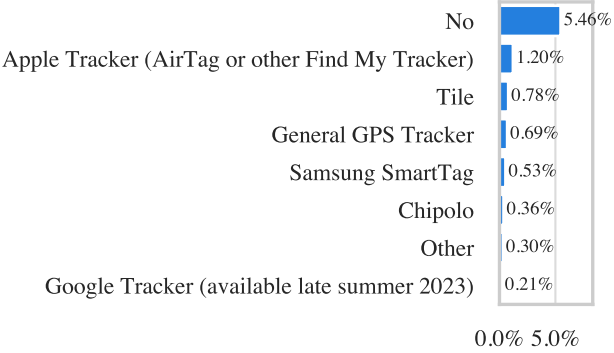 No 5.46%
Apple Tracker (AirTag or other Find My Tracker) 1.20%
Tile 0.78%
General GPS Tracker 0.69%
Samsung SmartTag 0.53%
Chipolo 0.36%
Other 0.30%
Google Tracker (available late summer 2023) 0.21%
0.0% 5.0%